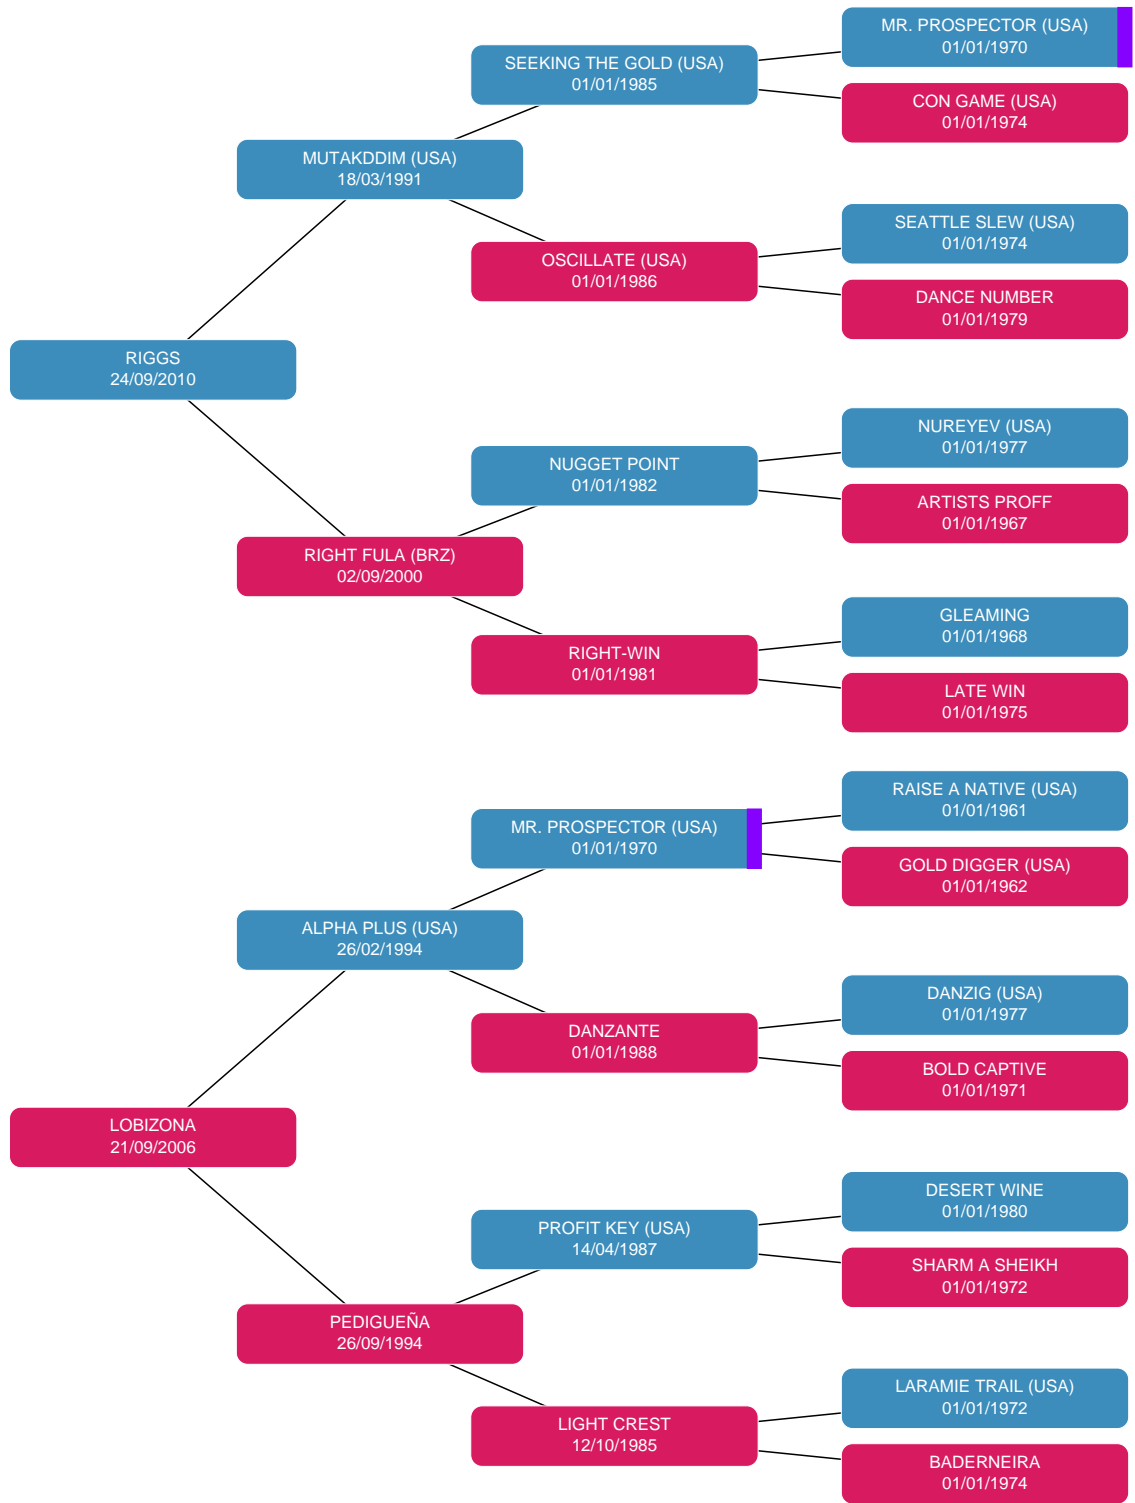 MR. PROSPECTOR (USA)
01/01/1970
SEEKING THE GOLD (USA)
01/01/1985
CON GAME (USA)
01/01/1974
MUTAKDDIM (USA)
18/03/1991
SEATTLE SLEW (USA)
01/01/1974
OSCILLATE (USA)
01/01/1986
DANCE NUMBER
01/01/1979
RIGGS
24/09/2010
NUREYEV (USA)
01/01/1977
NUGGET POINT
01/01/1982
ARTISTS PROFF
01/01/1967
RIGHT FULA (BRZ)
02/09/2000
GLEAMING
01/01/1968
RIGHT-WIN
01/01/1981
LATE WIN
01/01/1975
RAISE A NATIVE (USA)
01/01/1961
MR. PROSPECTOR (USA)
01/01/1970
GOLD DIGGER (USA)
01/01/1962
ALPHA PLUS (USA)
26/02/1994
DANZIG (USA)
01/01/1977
DANZANTE
01/01/1988
BOLD CAPTIVE
01/01/1971
LOBIZONA
21/09/2006
DESERT WINE
01/01/1980
PROFIT KEY (USA)
14/04/1987
SHARM A SHEIKH
01/01/1972
PEDIGUEÑA
26/09/1994
LARAMIE TRAIL (USA)
01/01/1972
LIGHT CREST
12/10/1985
BADERNEIRA
01/01/1974